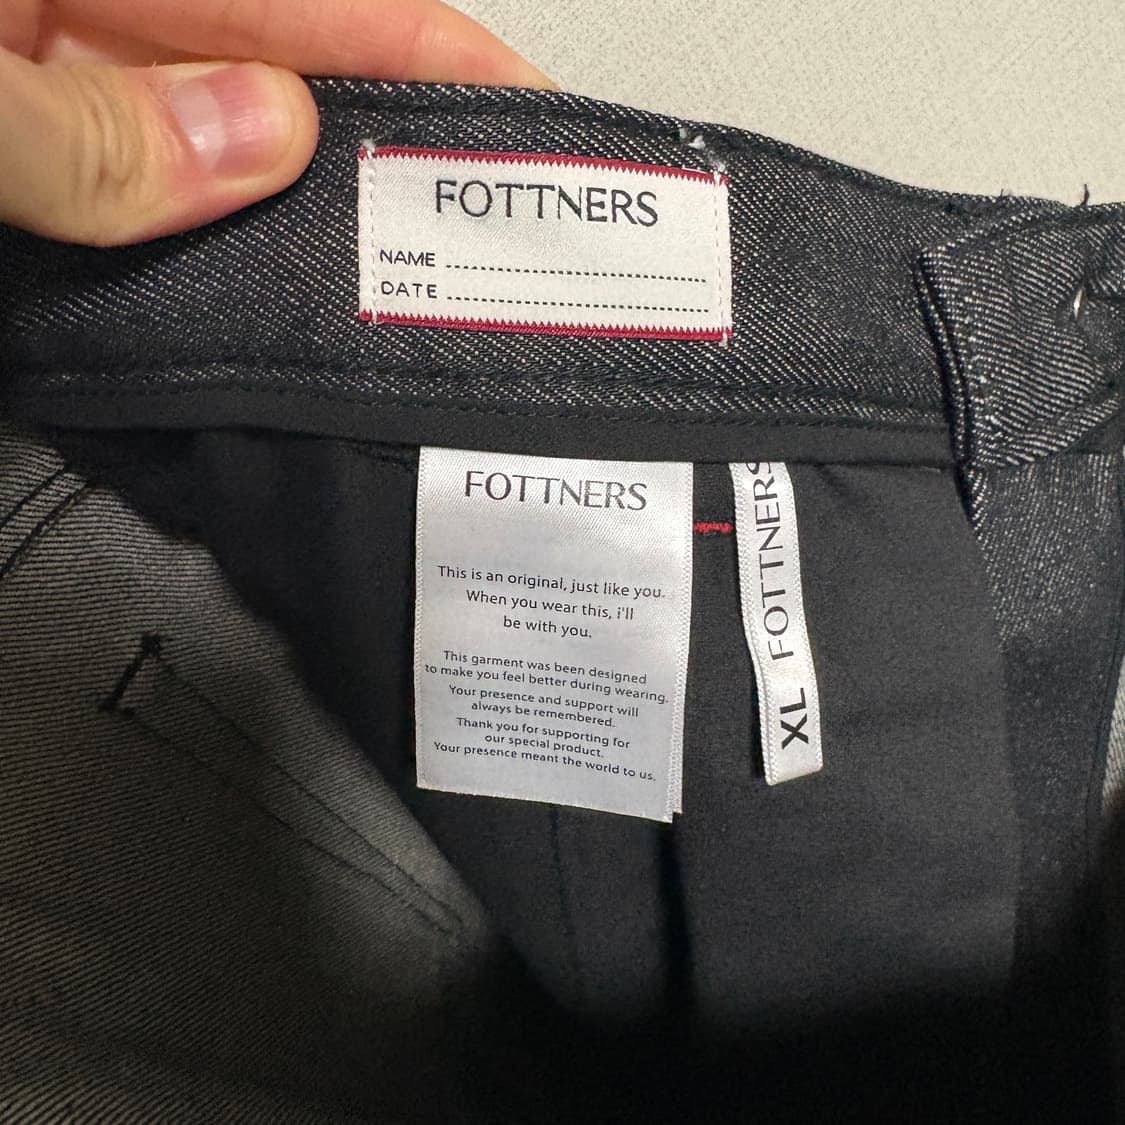 FOTTNERS
NAME ........................................
DATE ........................................
FOTTNERS
This is an original, just like you.
When you wear this, i'll
be with you.
This garment was been designed
to make you feel better during wearing.
Your presence and support will
always be remembered.
Thank you for supporting for
our special product.
Your presence meant the world to us.
XL FOTTNERS